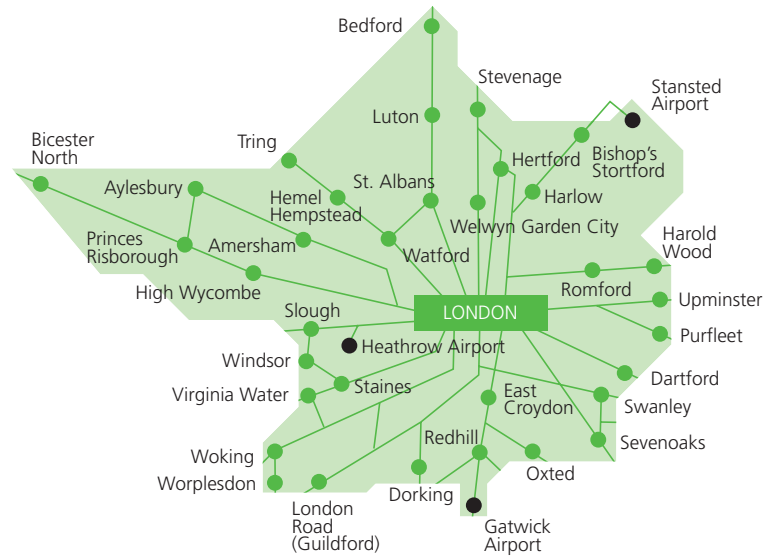 Bedford
Stevenage
Stansted
Airport
Luton
Bicester
North
Tring
Hertford
Bishop's
Stortford
Aylesbury
St. Albans
Hemel
Hempstead
Harlow
Welwyn Garden City
Harold
Wood
Princes
Risborough
Amersham
Watford
High Wycombe
Romford
Slough
LONDON
Upminster
Purfleet
Heathrow Airport
Windsor
Virginia Water
Staines
East
Croydon
Dartford
Swanley
Redhill
Sevenoaks
Woking
Worplesdon
Oxted
London
Road
(Guildford)
Dorking
Gatwick
Airport